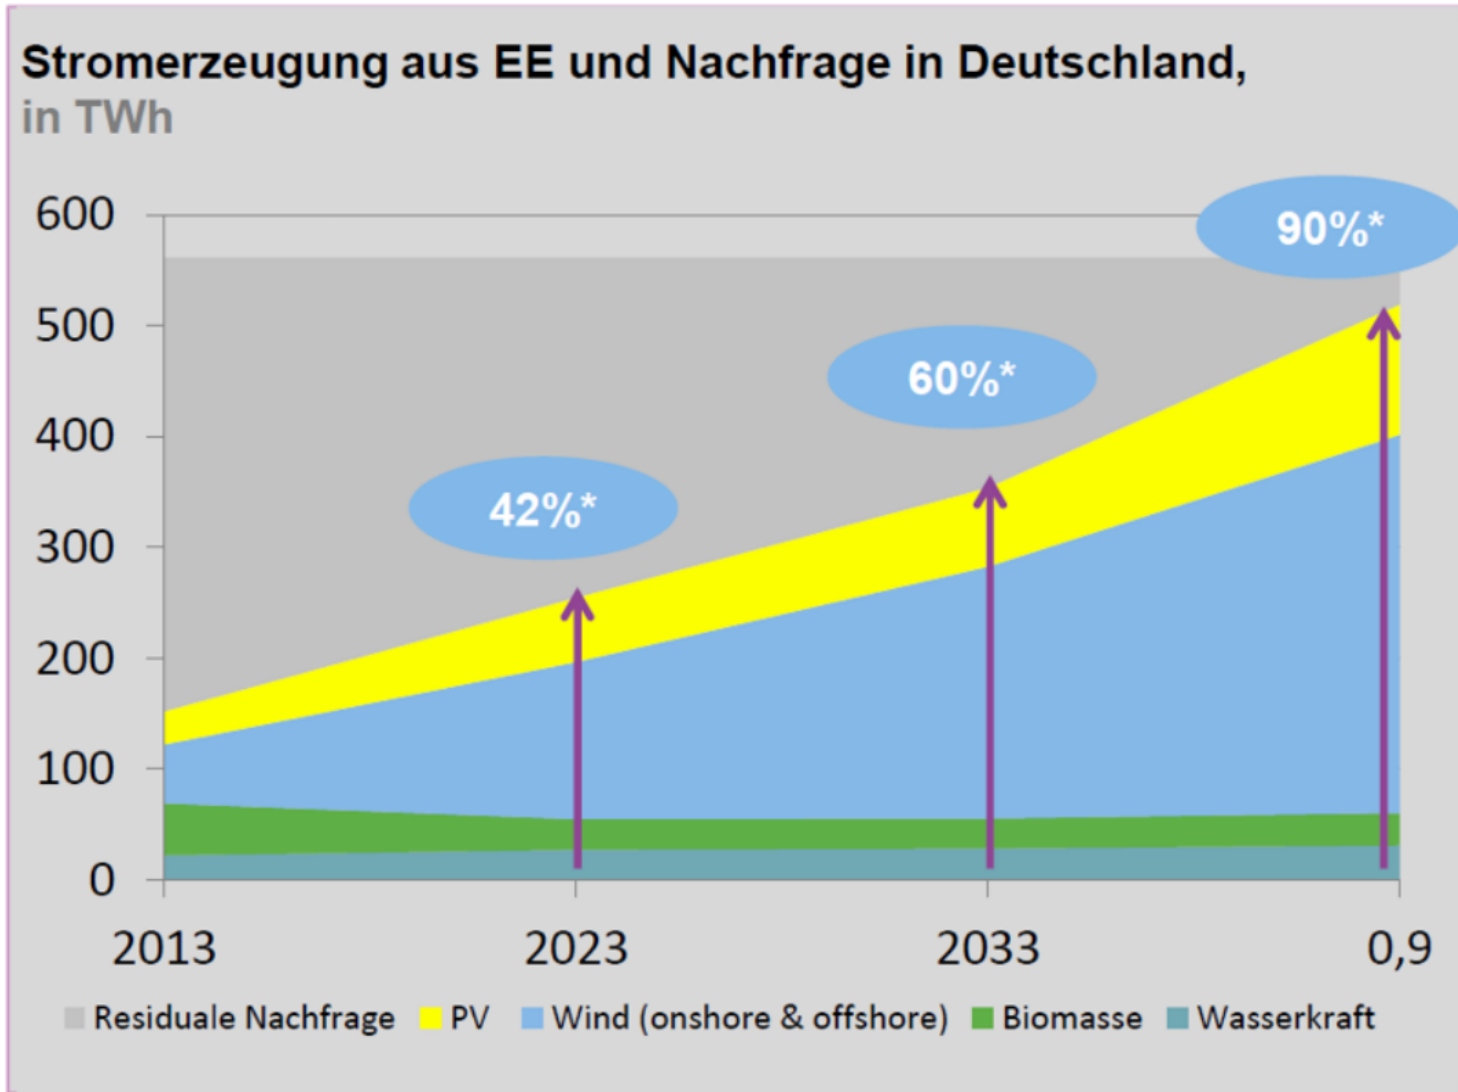 Stromerzeugung aus EE und Nachfrage in Deutschland,
in TWh
600
90%*
500
60%*
400
42%*
300
200
100
0
2013 2023 2033 0,9
Residuale Nachfrage PV Wind (onshore & offshore) Biomasse Wasserkraft